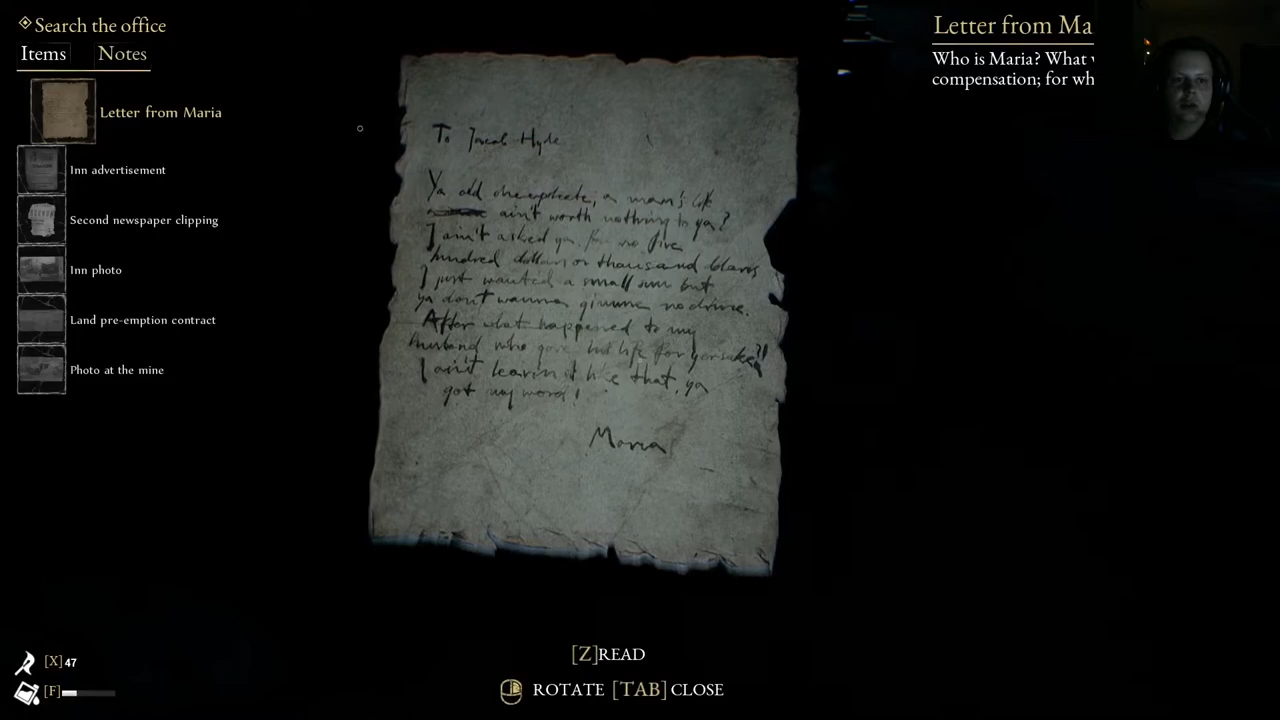 Search the office
Items Notes
Letter from Maria
Inn advertisement
Second newspaper clipping
Inn photo
Land pre-emption contract
Photo at the mine
To Jacob Hyde
Ya old cheapskate, a man's life
ain't worth nothing to ya?
I ain't asked ya for no five
hundred dollars or thousand
I just wanted a small sum but
ya don't wanna gimme no dime.
After what happened to my
husband who gave his life for yer sake?!
I ain't leavin it like that, ya
got my word!
Maria
Letter from Ma
Who is Maria? What
compensation; for wh
[X] 47
[F]
[Z]READ
ROTATE [TAB] CLOSE